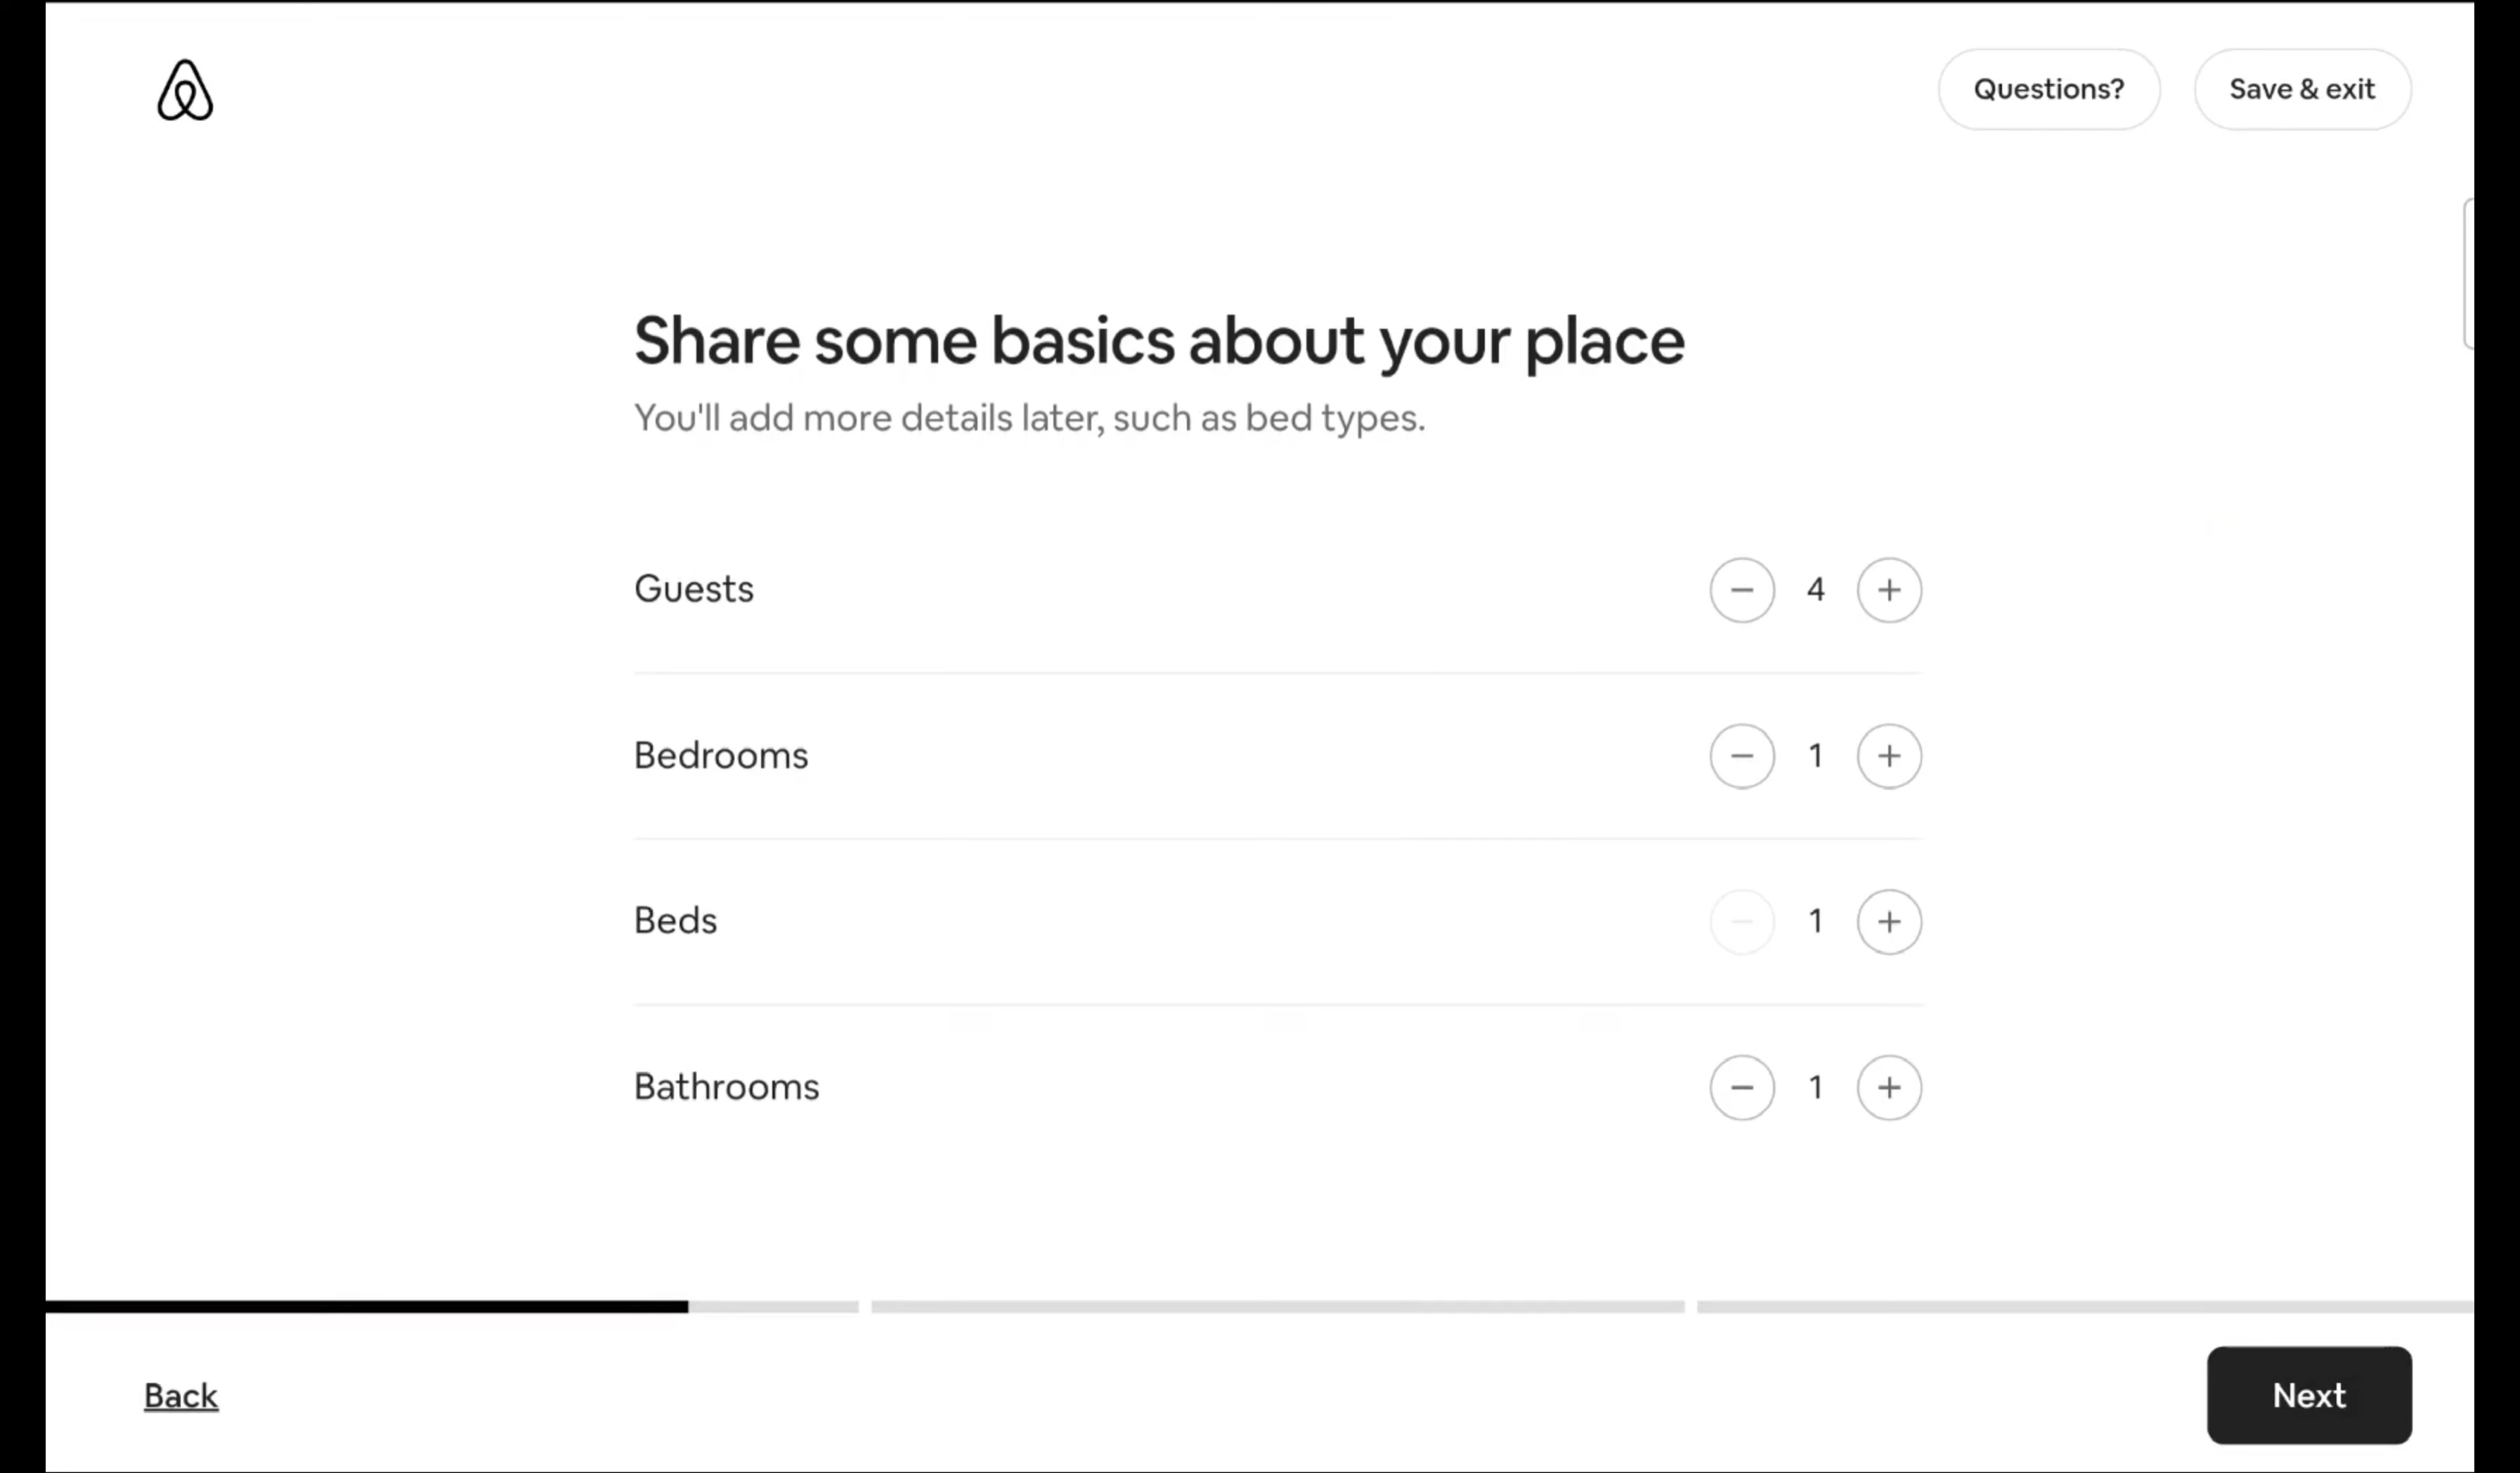 Questions?
Save & exit
Share some basics about your place
You'll add more details later, such as bed types.
Guests
4
Bedrooms
1
Beds
1
Bathrooms
1
Back
Next